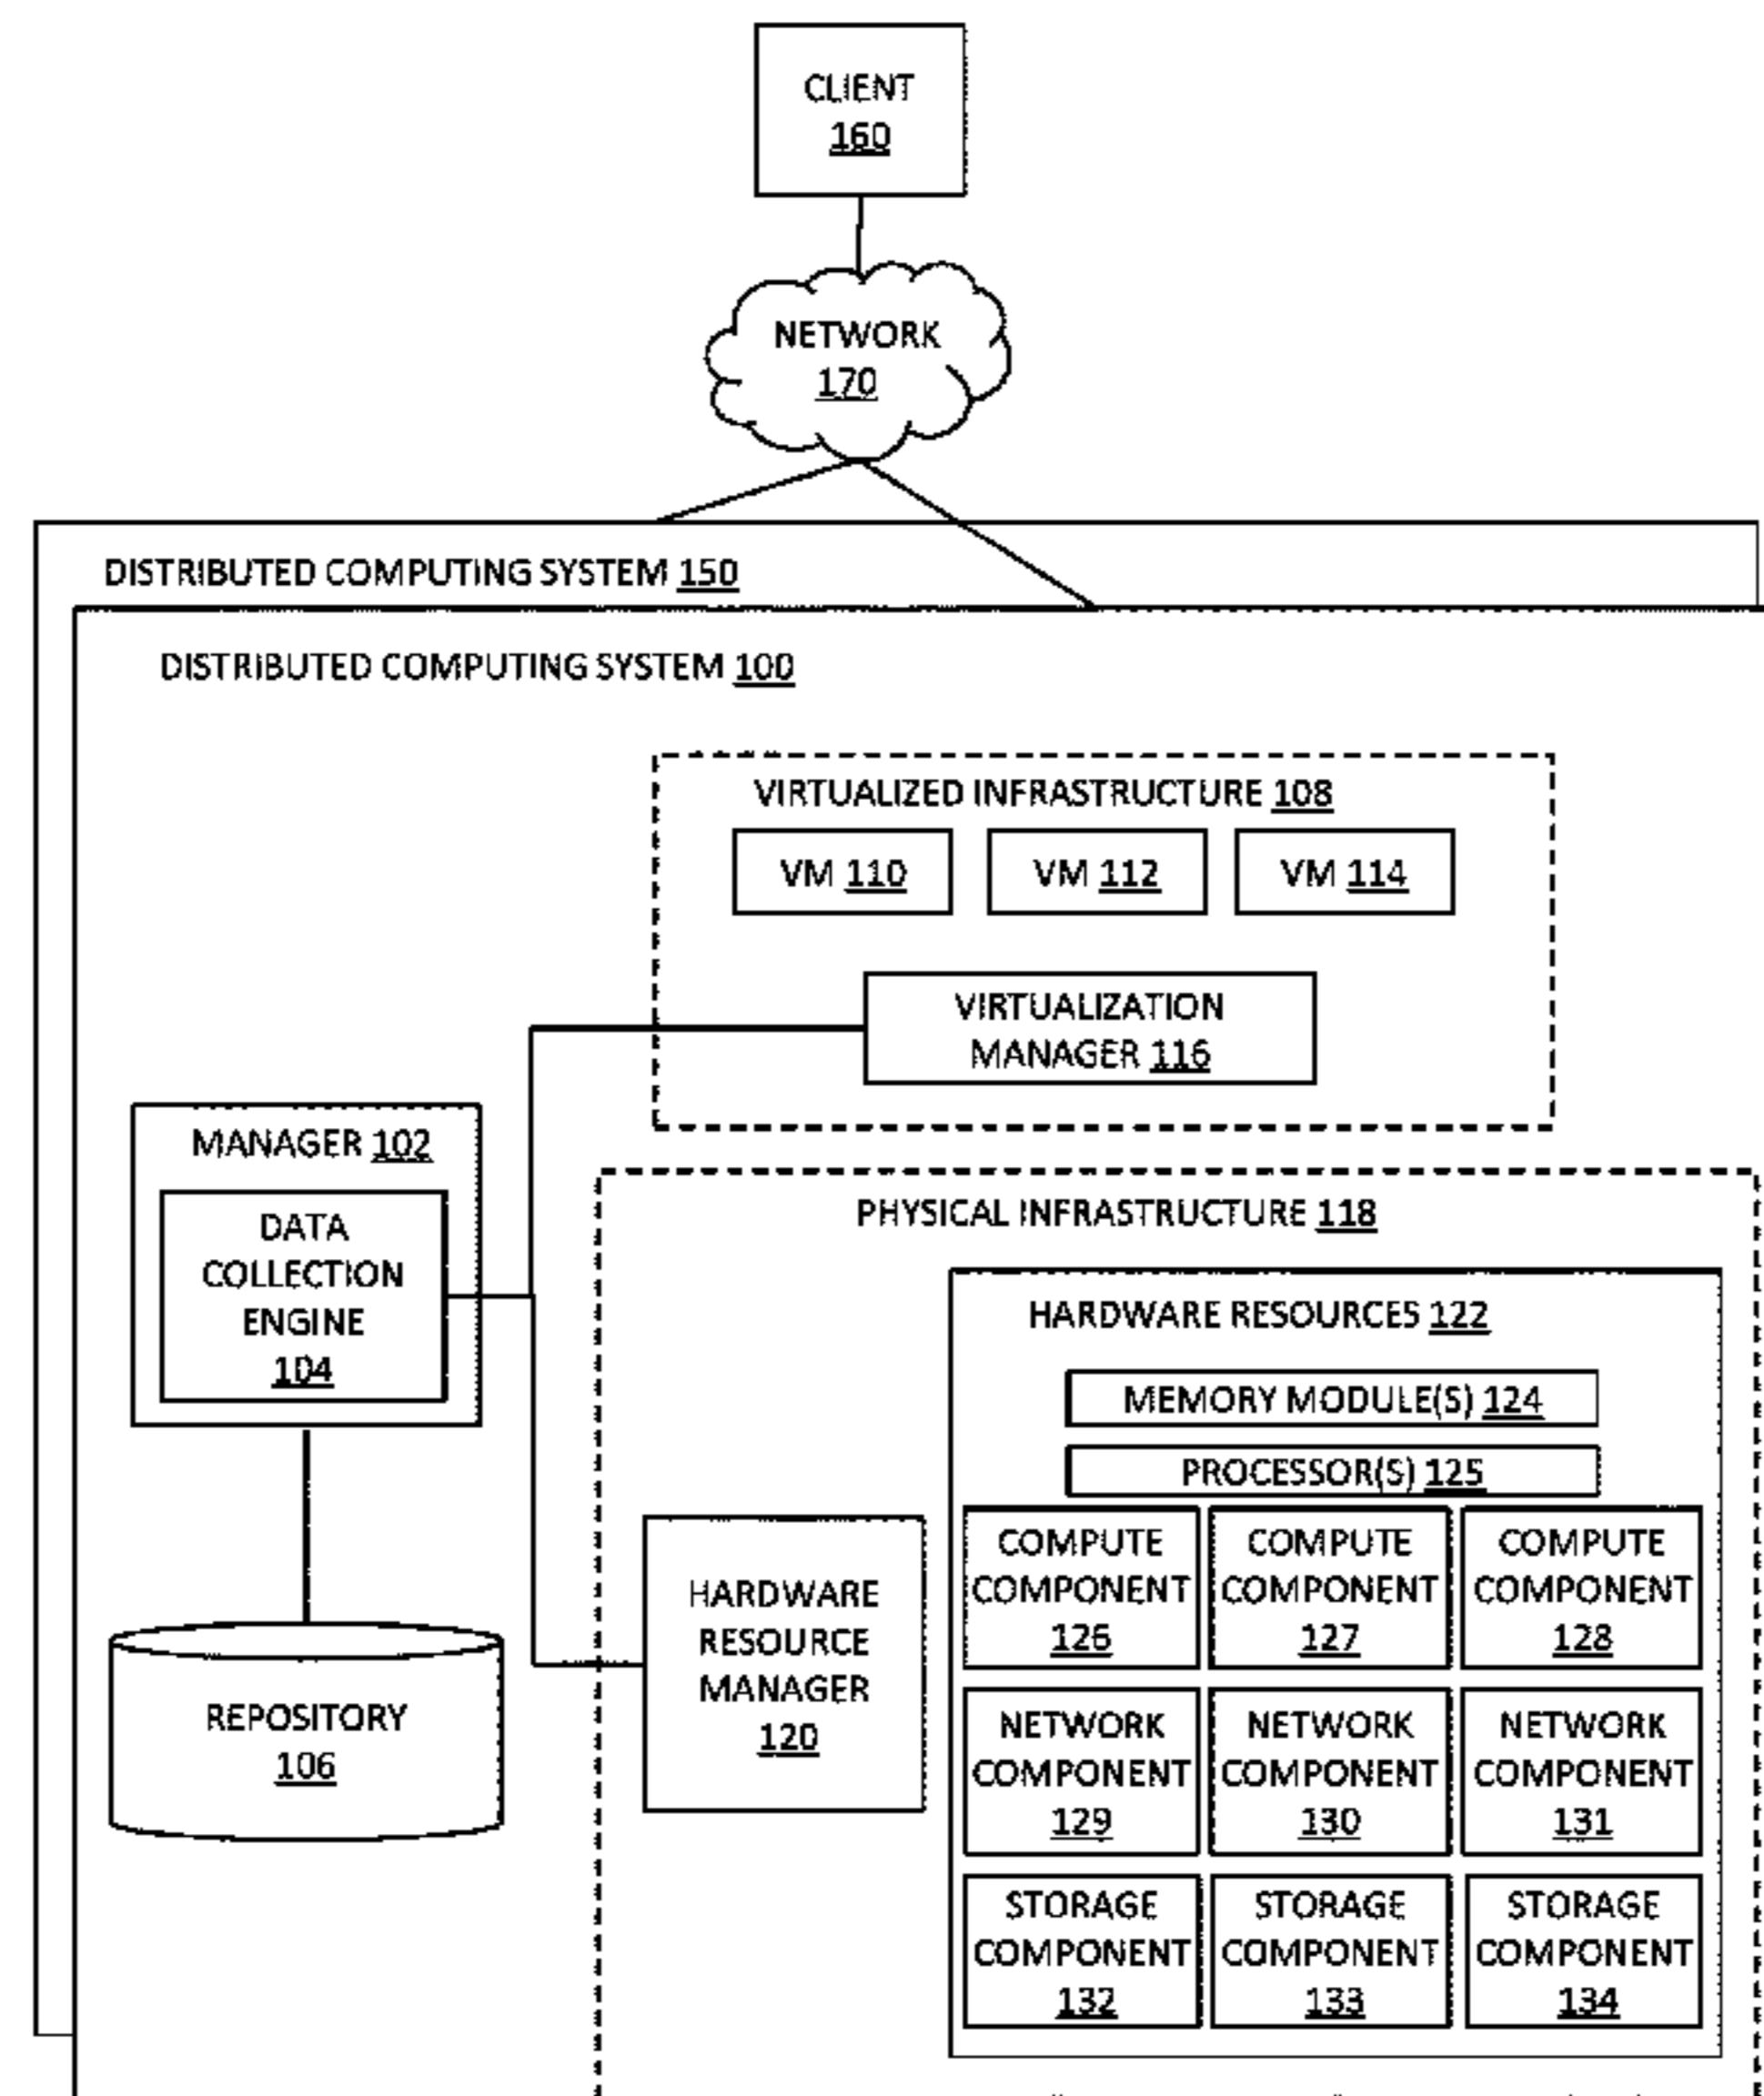 CLIENT
160
NETWORK
170
DISTRIBUTED COMPUTING SYSTEM 150
DISTRIBUTED COMPUTING SYSTEM 100
VIRTUALIZED INFRASTRUCTURE 108
VM 110
VM 112
VM 114
VIRTUALIZATION
MANAGER 116
MANAGER 102
DATA
COLLECTION
ENGINE
104
REPOSITORY
106
PHYSICAL INFRASTRUCTURE 118
HARDWARE
RESOURCE
MANAGER
120
HARDWARE RESOURCES 122
MEMORY MODULE(S) 124
PROCESSOR(S) 125
COMPUTE
COMPONENT
126
COMPUTE
COMPONENT
127
COMPUTE
COMPONENT
128
NETWORK
COMPONENT
129
NETWORK
COMPONENT
130
NETWORK
COMPONENT
131
STORAGE
COMPONENT
132
STORAGE
COMPONENT
133
STORAGE
COMPONENT
134